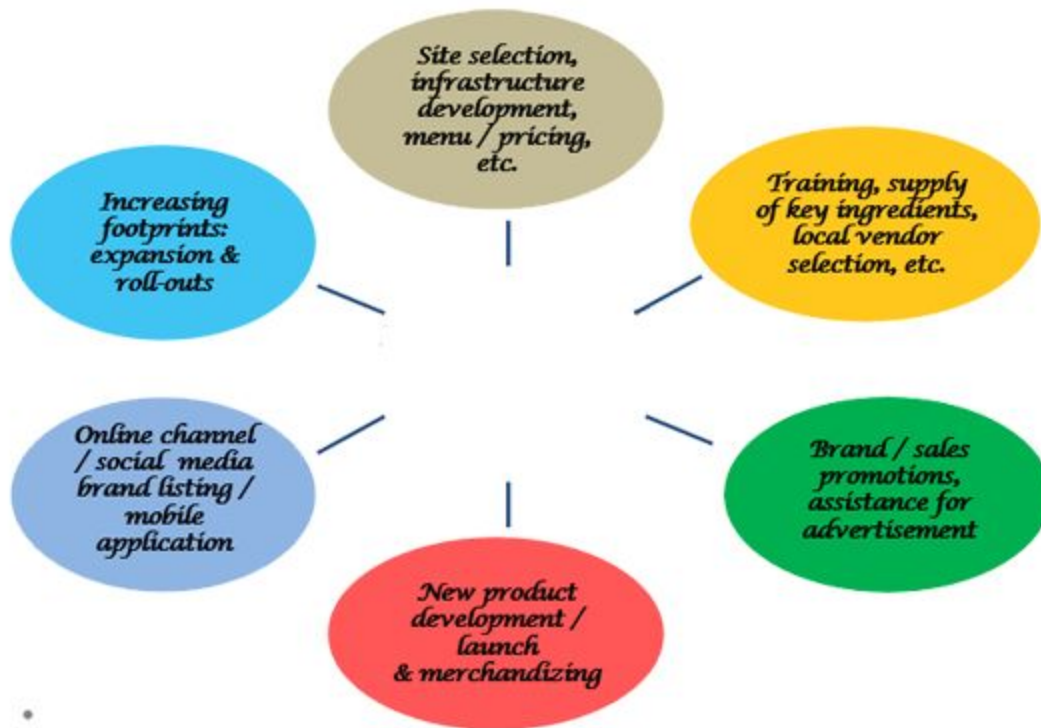 Site selection,
infrastructure
development,
menu / pricing,
etc.
Training, supply
of key ingredients,
local vendor
selection, etc.
Brand / sales
promotions,
assistance for
advertisement
New product
development /
launch
& merchandizing
Online channel
/ social media
brand listing /
mobile
application
Increasing
footprints:
expansion &
roll-outs